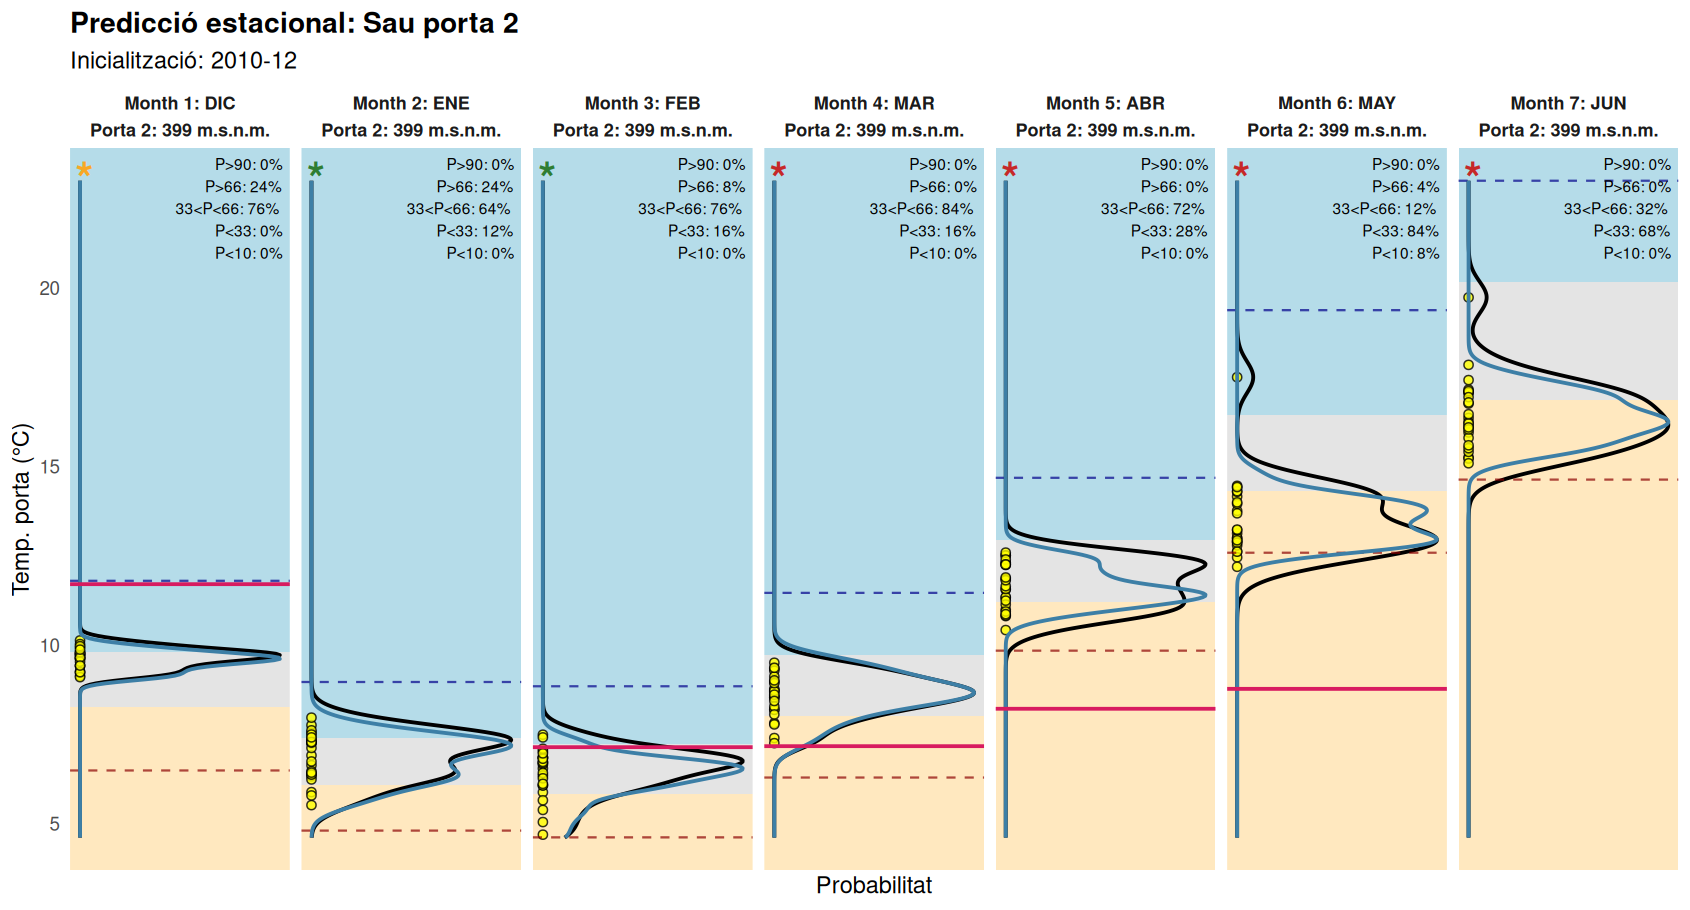 Predicció estacional: Sau porta 2
Inicialització: 2010-12
Month 1: DIC
Porta 2: 399 m.s.n.m.
*
P>90: 0%
P>66: 24%
33<P<66: 76%
P<33: 0%
P<10: 0%
Month 2: ENE
Porta 2: 399 m.s.n.m.
*
P>90: 0%
P>66: 24%
33<P<66: 64%
P<33: 12%
P<10: 0%
Month 3: FEB
Porta 2: 399 m.s.n.m.
*
P>90: 0%
P>66: 8%
33<P<66: 76%
P<33: 16%
P<10: 0%
Month 4: MAR
Porta 2: 399 m.s.n.m.
*
P>90: 0%
P>66: 0%
33<P<66: 84%
P<33: 16%
P<10: 0%
Month 5: ABR
Porta 2: 399 m.s.n.m.
*
P>90: 0%
P>66: 0%
33<P<66: 72%
P<33: 28%
P<10: 0%
Month 6: MAY
Porta 2: 399 m.s.n.m.
*
P>90: 0%
P>66: 4%
33<P<66: 12%
P<33: 84%
P<10: 8%
Month 7: JUN
Porta 2: 399 m.s.n.m.
*
P>90: 0%
P>66: 0%
33<P<66: 32%
P<33: 68%
P<10: 0%
Temp. porta (°C)
20
15
10
5
Probabilitat